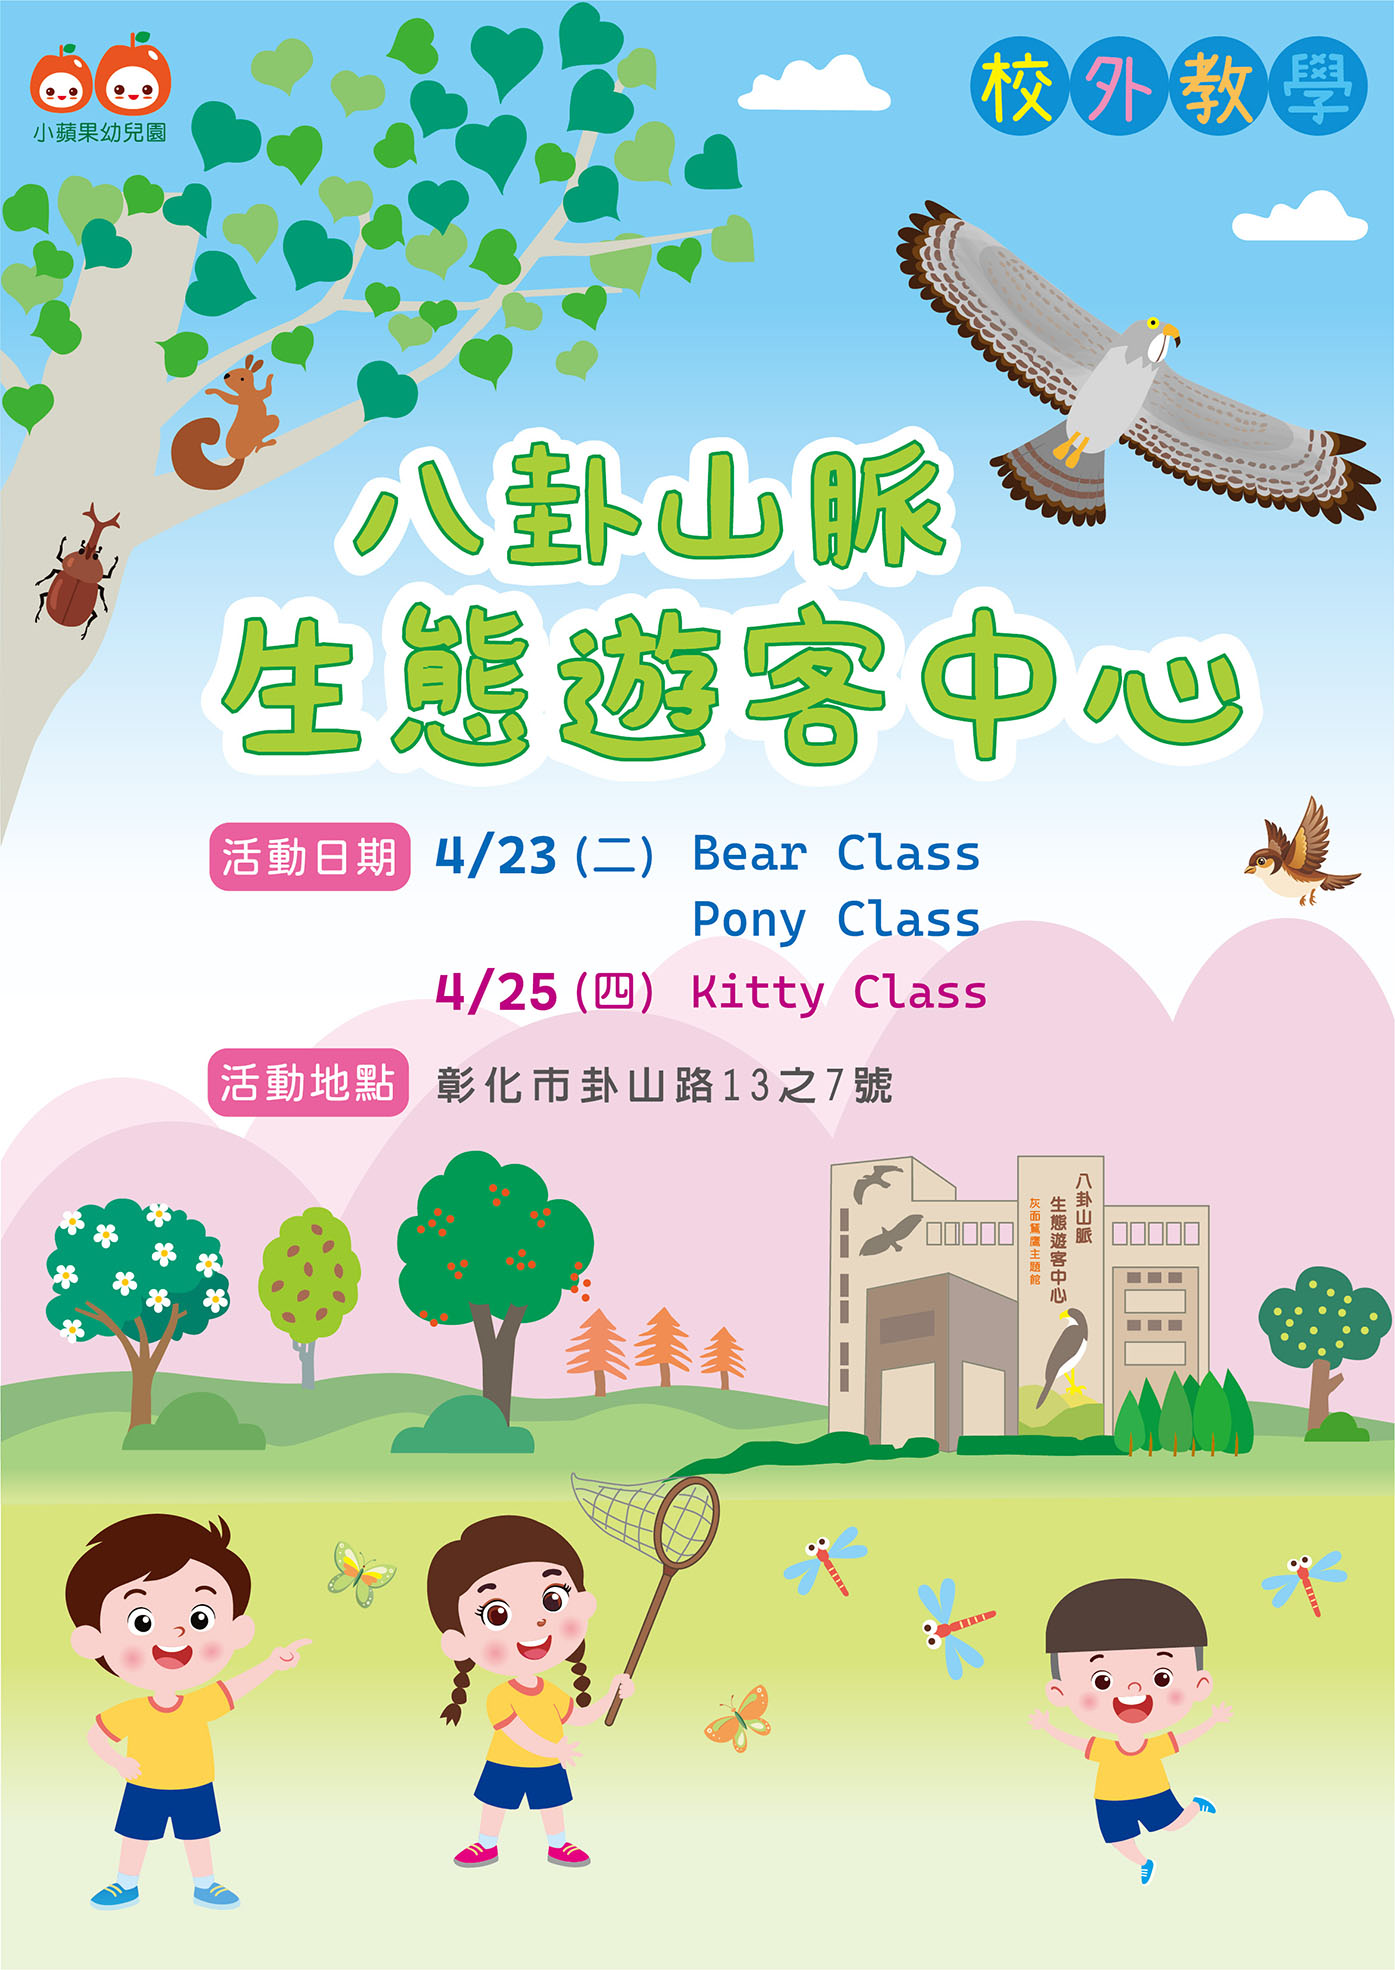 小蘋果幼兒園
校外教學
八卦山脈
生態遊客中心
活動日期 4/23(二) Bear Class
Pony Class
4/25(四) Kitty Class
活動地點 彰化市卦山路13之7號
八卦山脈
生態遊客中心
灰面鵟鷹主題館